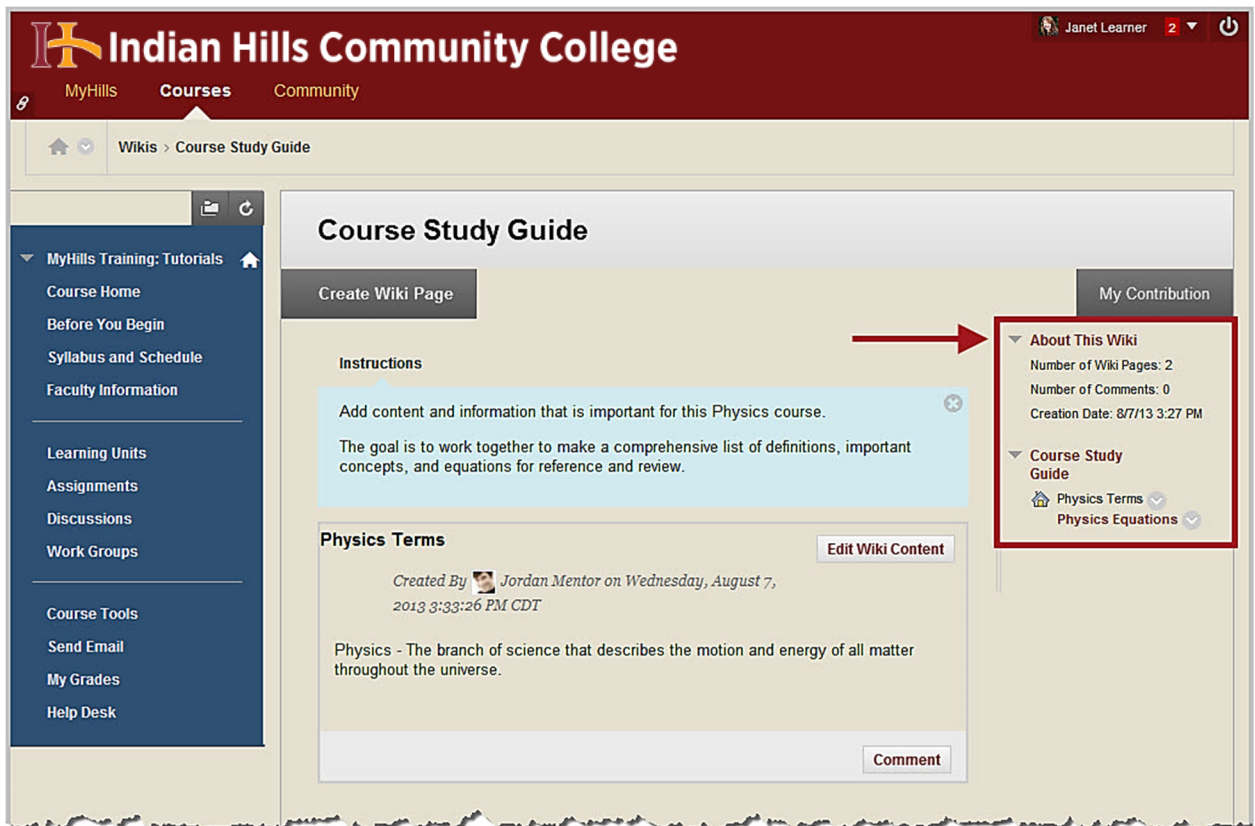 Indian Hills Community College
Janet Learner 2
MyHills Courses Community
Wikis > Course Study Guide
MyHills Training: Tutorials
Course Home
Before You Begin
Syllabus and Schedule
Faculty Information
Learning Units
Assignments
Discussions
Work Groups
Course Tools
Send Email
My Grades
Help Desk
Course Study Guide
Create Wiki Page
My Contribution
Instructions
Add content and information that is important for this Physics course.
The goal is to work together to make a comprehensive list of definitions, important
concepts, and equations for reference and review.
Physics Terms
Edit Wiki Content
Created By Jordan Mentor on Wednesday, August 7,
2013 3:33:26 PM CDT
Physics - The branch of science that describes the motion and energy of all matter
throughout the universe.
Comment
About This Wiki
Number of Wiki Pages: 2
Number of Comments: 0
Creation Date: 8/7/13 3:27 PM
Course Study
Guide
Physics Terms
Physics Equations